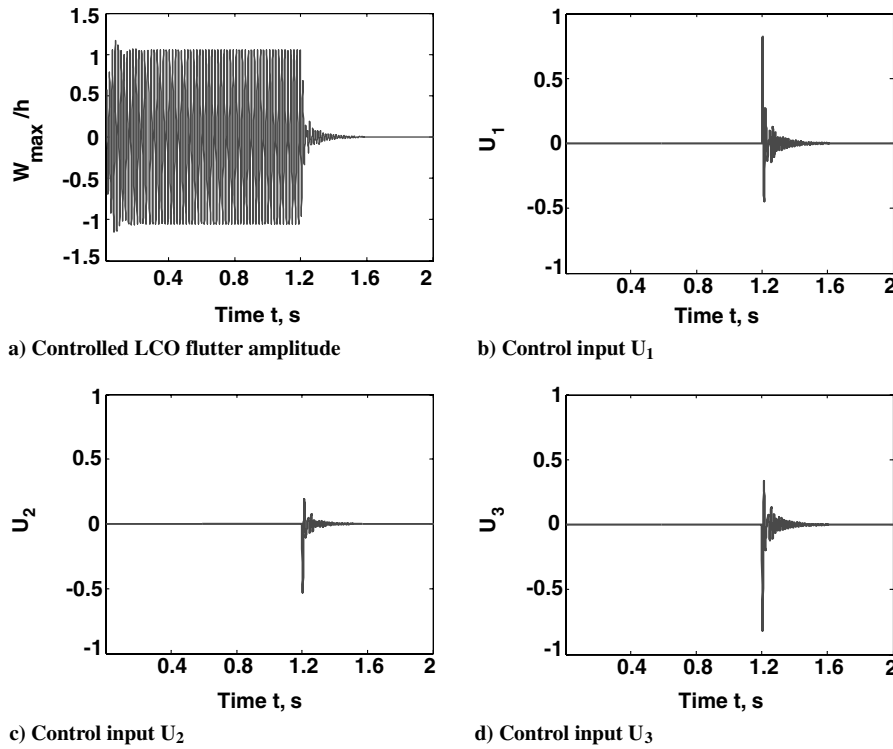 1.5
1
0.5
0
-0.5
-1
-1.5
W_max /h
0.4 0.8 1.2 1.6 2
Time t, s
a) Controlled LCO flutter amplitude
1
0.5
0
-0.5
-1
U_1
0.4 0.8 1.2 1.6 2
Time t, s
b) Control input U_1
1
0.5
0
-0.5
-1
U_2
0.4 0.8 1.2 1.6 2
Time t, s
c) Control input U_2
1
0.5
0
-0.5
-1
U_3
0.4 0.8 1.2 1.6 2
Time t, s
d) Control input U_3